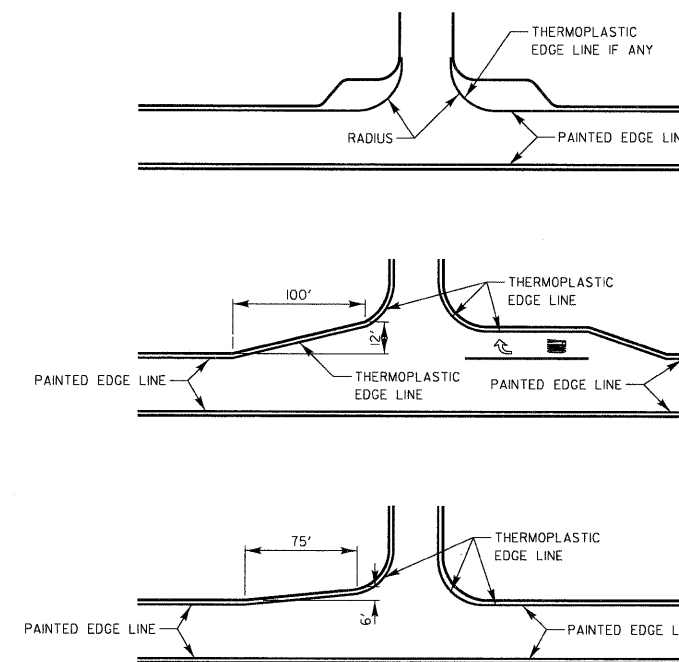 THERMOPLASTIC
EDGE LINE IF ANY
RADIUS
PAINTED EDGE
100'
THERMOPLASTIC
EDGE LINE
12'
PAINTED EDGE LINE
THERMOPLASTIC
EDGE LINE
PAINTED EDGE LINE
75'
THERMOPLASTIC
EDGE LINE
6'
PAINTED EDGE LINE
PAINTED EDGE